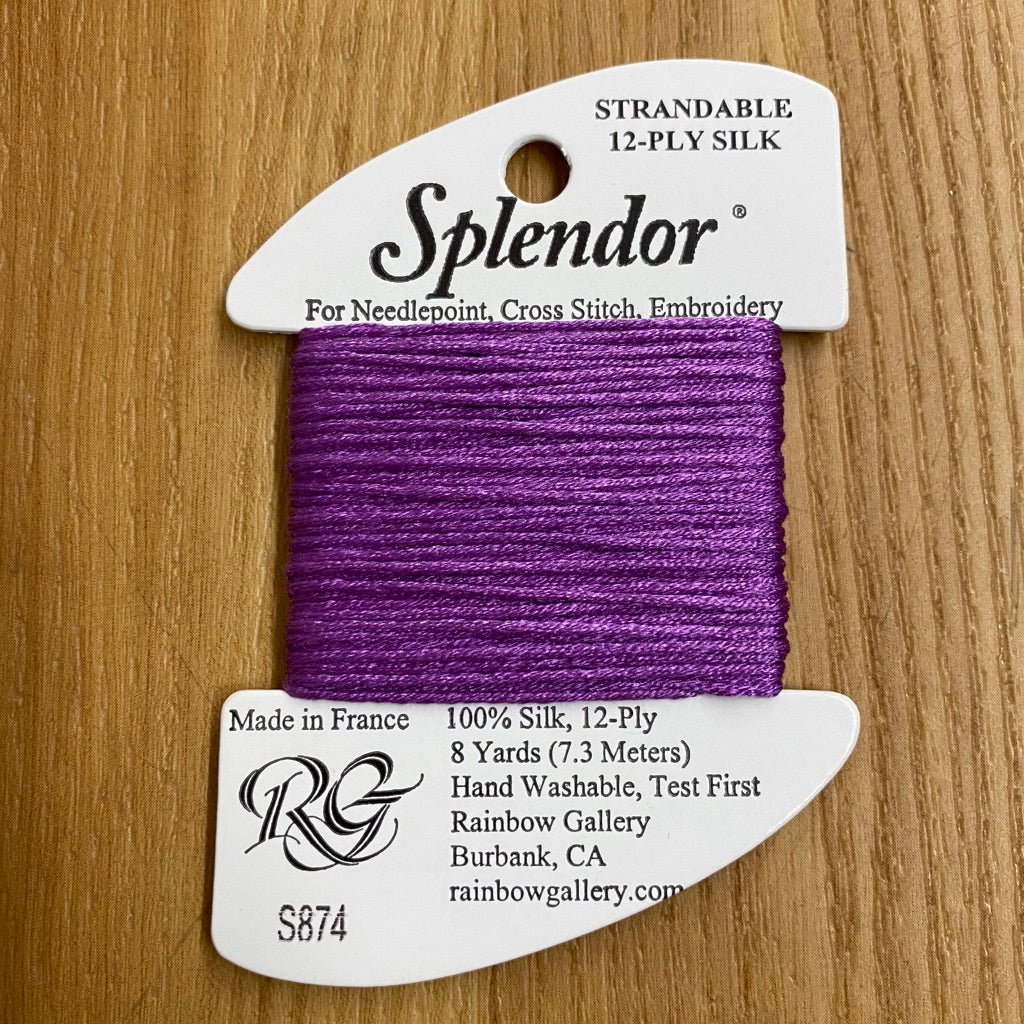 STRANDABLE
12-PLY SILK
Splendor ®
For Needlepoint, Cross Stitch, Embroidery
Made in France
100% Silk, 12-Ply
8 Yards (7.3 Meters)
Hand Washable, Test First
Rainbow Gallery
Burbank, CA
rainbowgallery.com
RG
S874